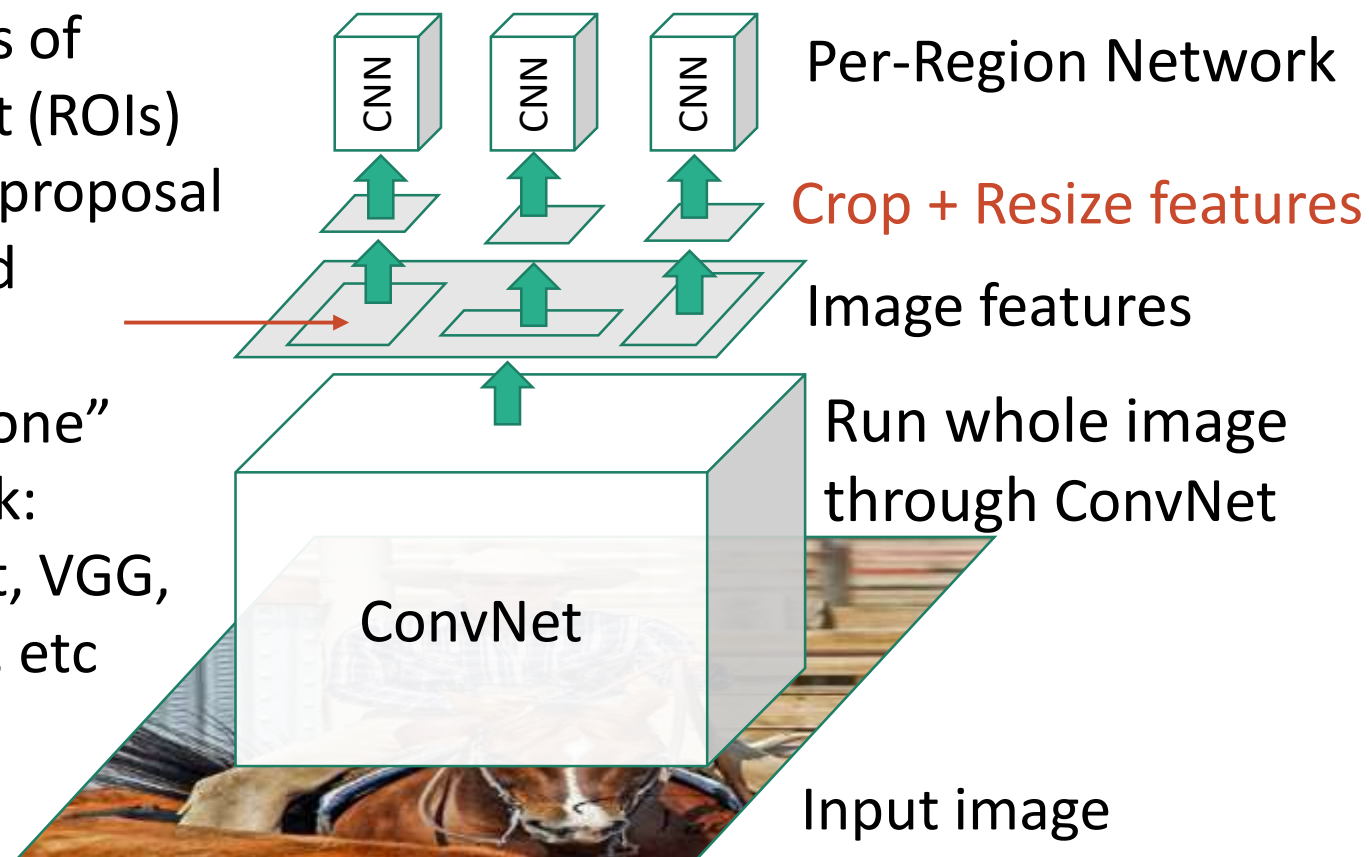 s of
t (ROIs)
proposal
d
one”
k:
t, VGG,
, etc
CNN
CNN
CNN
Per-Region Network
Crop + Resize features
Image features
Run whole image
through ConvNet
ConvNet
Input image